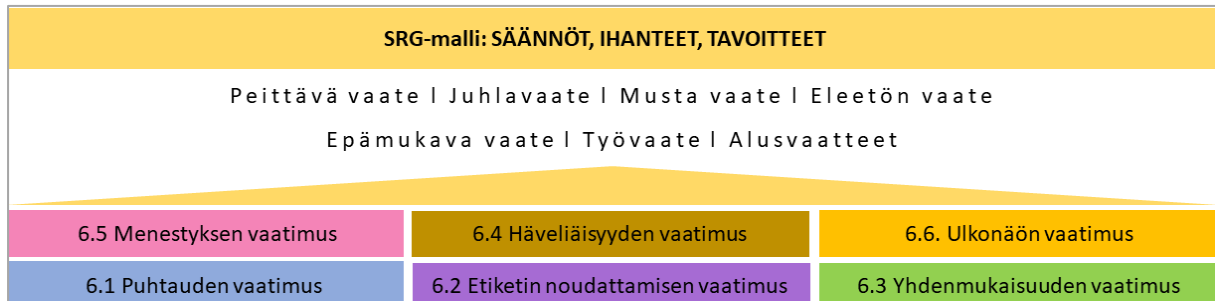 SRG-malli: SÄÄNNÖT, IHANTEET, TAVOITTEET
Peittävä vaate l Juhlavaate l Musta vaate l Eleetön vaate
Epämukava vaate l Työvaate l Alusvaatteet
6.5 Menestyksen vaatimus
6.4 Häveliäisyyden vaatimus
6.6. Ulkonäön vaatimus
6.1 Puhtauden vaatimus
6.2 Etiketin noudattamisen vaatimus
6.3 Yhdenmukaisuuden vaatimus